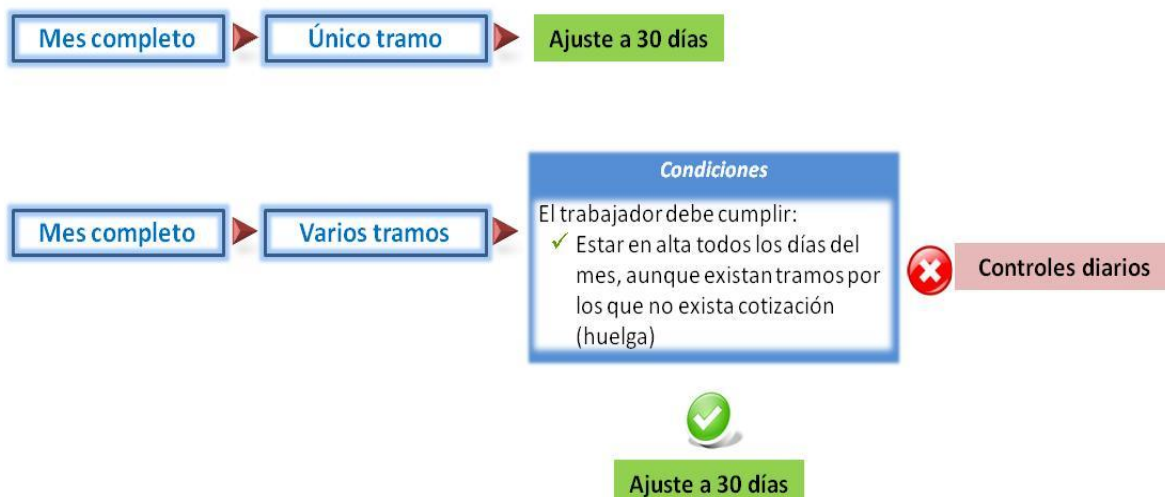 Mes completo
Único tramo
Ajuste a 30 días
Mes completo
Varios tramos
Condiciones
El trabajador debe cumplir:
✓ Estar en alta todos los días del
mes, aunque existan tramos por
los que no exista cotización
(huelga)
Controles diarios
Ajuste a 30 días